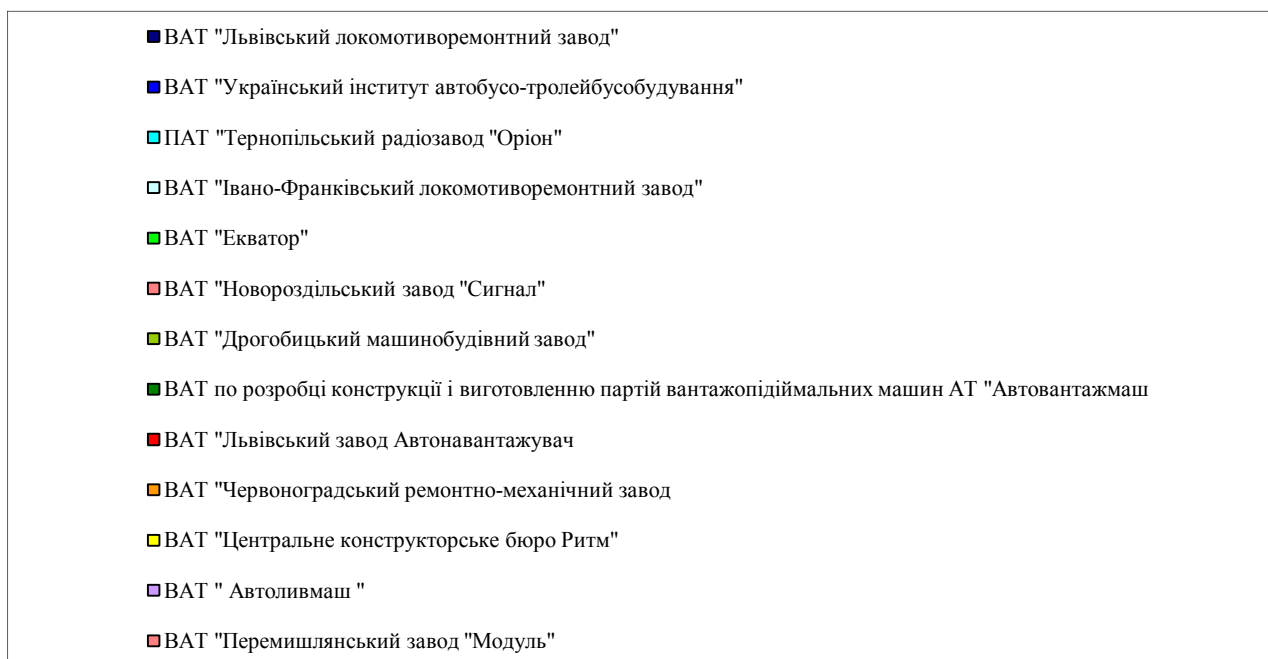 ВАТ "Львівський локомотиворемонтний завод"
ВАТ "Український інститут автобусо-тролейбусобудування"
ПАТ "Тернопільський радіозавод "Оріон"
ВАТ "Івано-Франківський локомотиворемонтний завод"
ВАТ "Екватор"
ВАТ "Новороздільський завод "Сигнал"
ВАТ "Дрогобицький машинобудівний завод"
ВАТ по розробці конструкції і виготовленню партій вантажопідіймальних машин АТ "Автовантажмаш
ВАТ "Львівський завод Автонавантажувач
ВАТ "Червоноградський ремонтно-механічний завод
ВАТ "Центральне конструкторське бюро Ритм"
ВАТ " Автоливмаш "
ВАТ "Перемишлянський завод "Модуль"